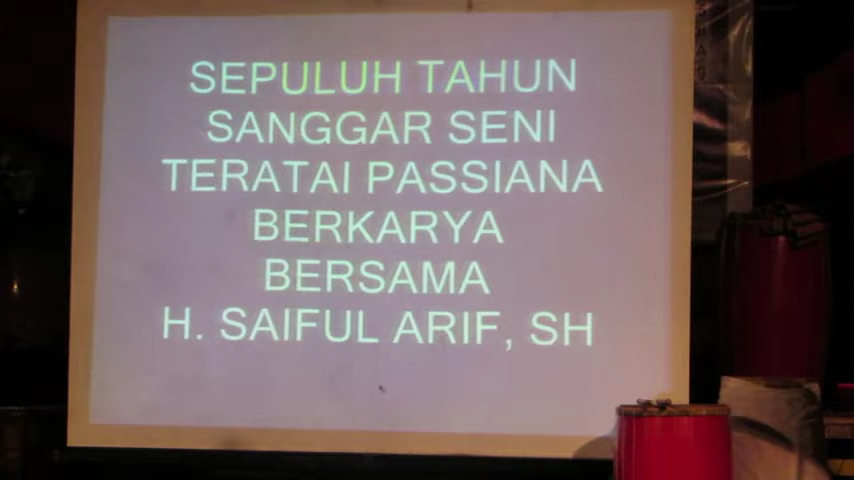 SEPULUH TAHUN
SANGGAR SENI
TERATAI PASSIANA
BERKARYA
BERSAMA
H. SAIFUL ARIF, SH